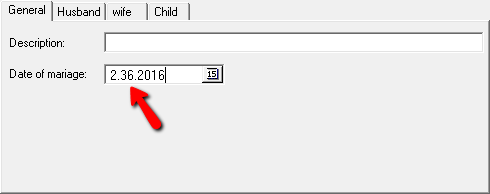 General Husband wife Child
Description:
Date of mariage: 2.36.2016 15